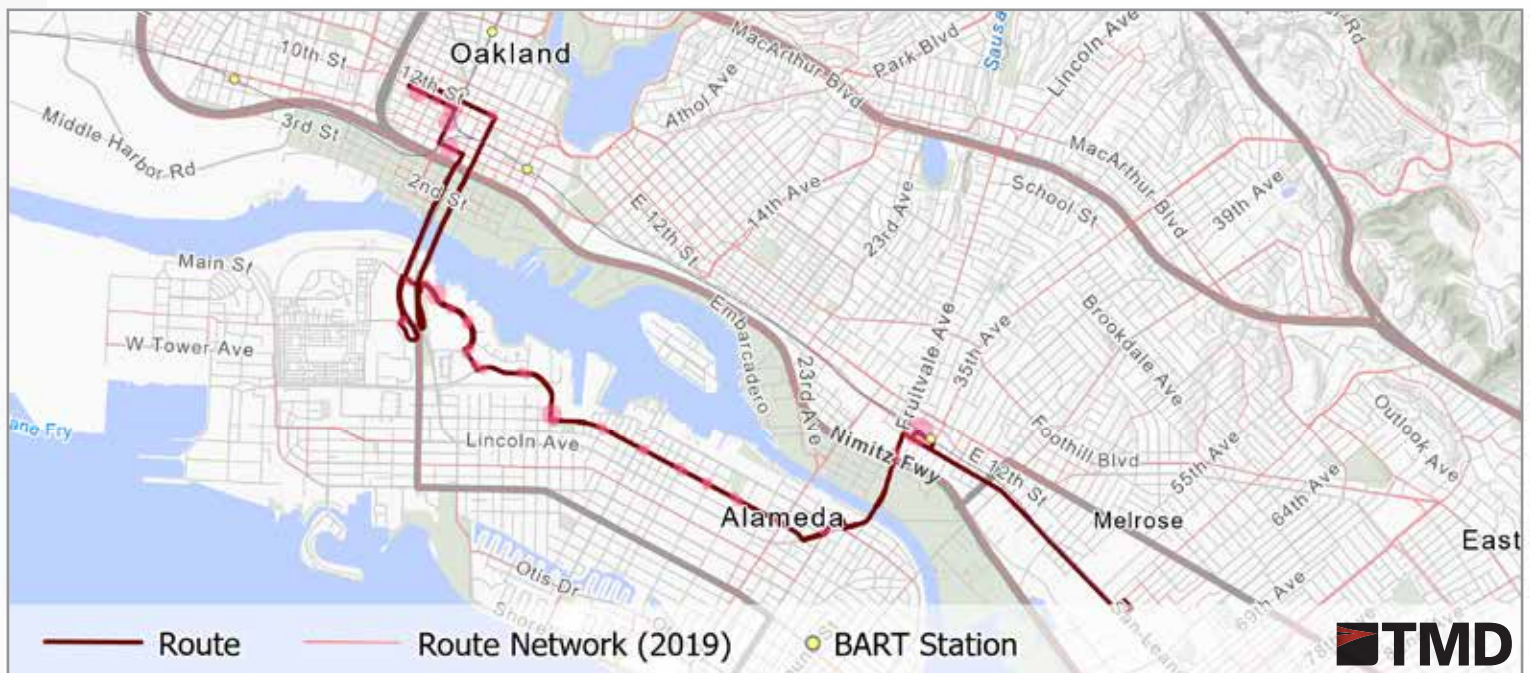 Oakland
10th St
12th St
3rd St
2nd St
Middle Harbor Rd
MacArthur Blvd
Park Blvd
Lincoln Ave
Athol Ave
14th Ave
23rd Ave
E 12th St
School St
MacArthur Blvd
39th Ave
Main St
W Tower Ave
Embarcadero
23rd Ave
Fruitvale Ave
35th Ave
Brookdale Ave
Outlook Ave
Lincoln Ave
Nimitz Fwy
Foothill Blvd
E 12th St
55th Ave
64th Ave
Alameda
Melrose
East
Otis Dr
69th Ave
Route
Route Network (2019)
BART Station
TMD